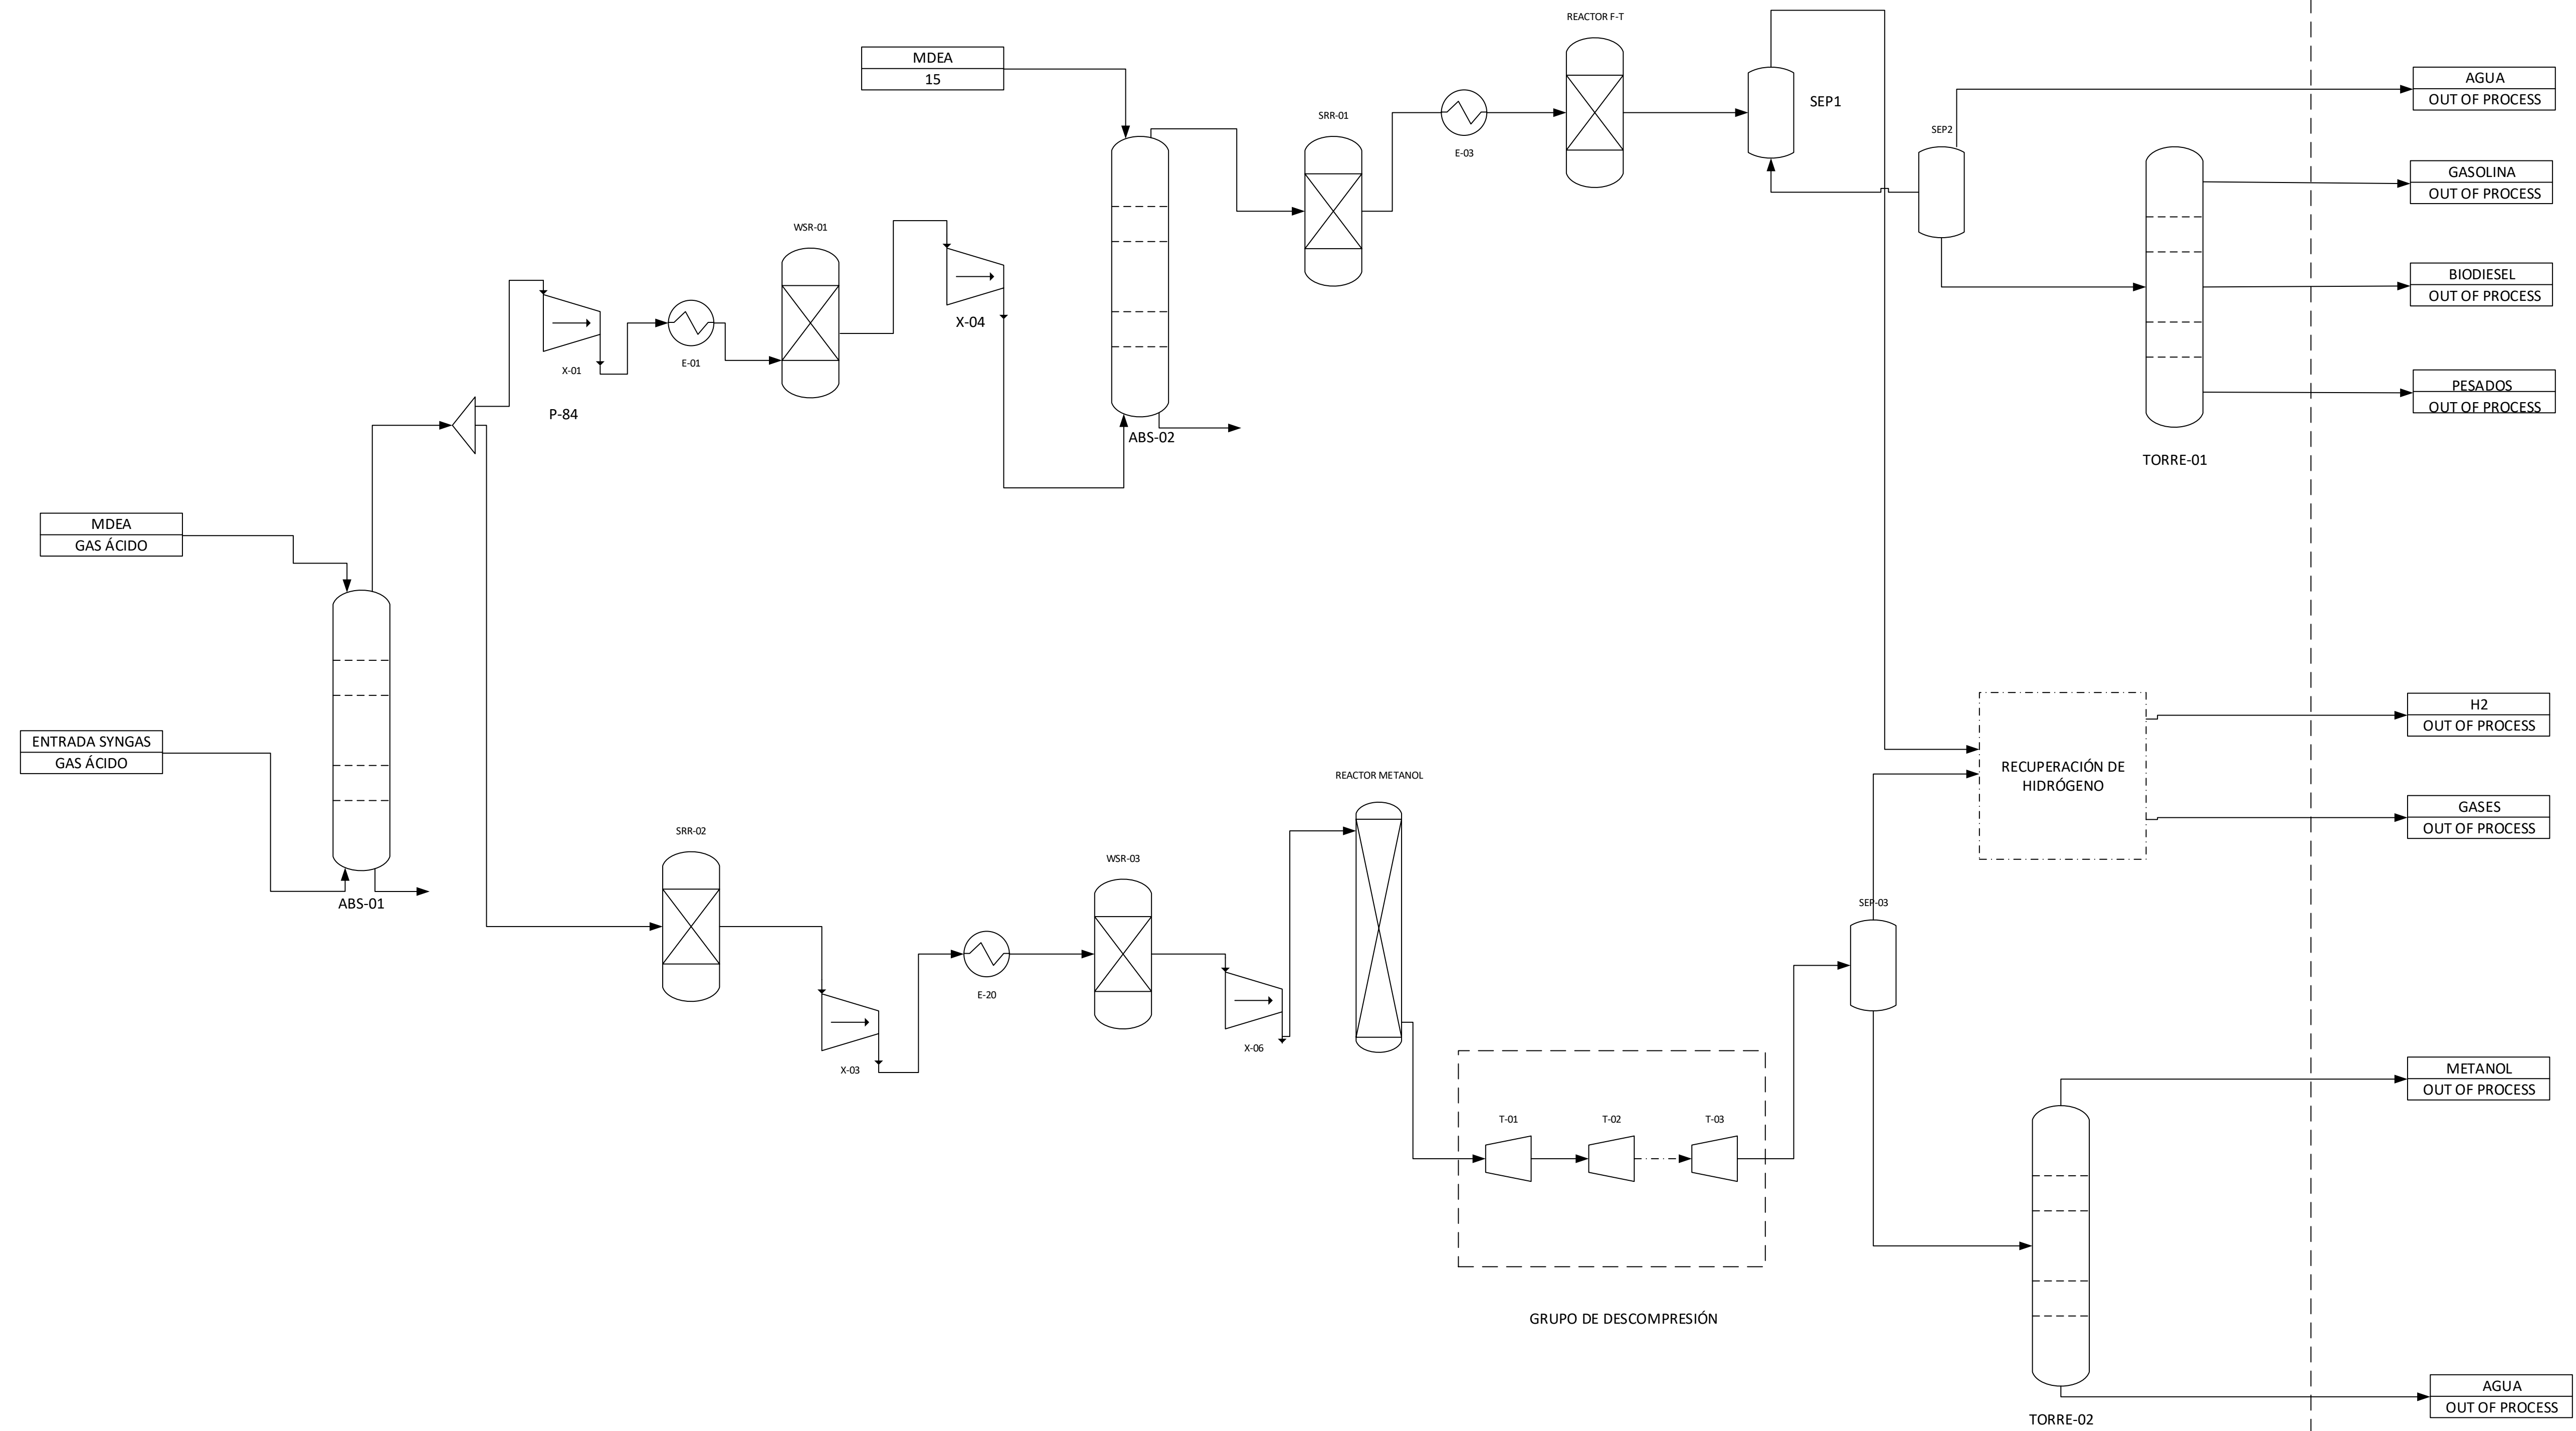 REACTOR F-T
MDEA
15
SEP1
AGUA
OUT OF PROCESS
SRR-01
E-03
SEP2
GASOLINA
OUT OF PROCESS
WSR-01
BIODIESEL
OUT OF PROCESS
X-04
E-01
X-01
P-84
PESADOS
OUT OF PROCESS
ABS-02
TORRE-01
MDEA
GAS ÁCIDO
ENTRADA SYNGAS
GAS ÁCIDO
H2
OUT OF PROCESS
RECUPERACIÓN DE
HIDRÓGENO
REACTOR METANOL
GASES
OUT OF PROCESS
SRR-02
WSR-03
ABS-01
SEP-03
E-20
X-06
X-03
METANOL
OUT OF PROCESS
T-01
T-02
T-03
GRUPO DE DESCOMPRESIÓN
AGUA
OUT OF PROCESS
TORRE-02